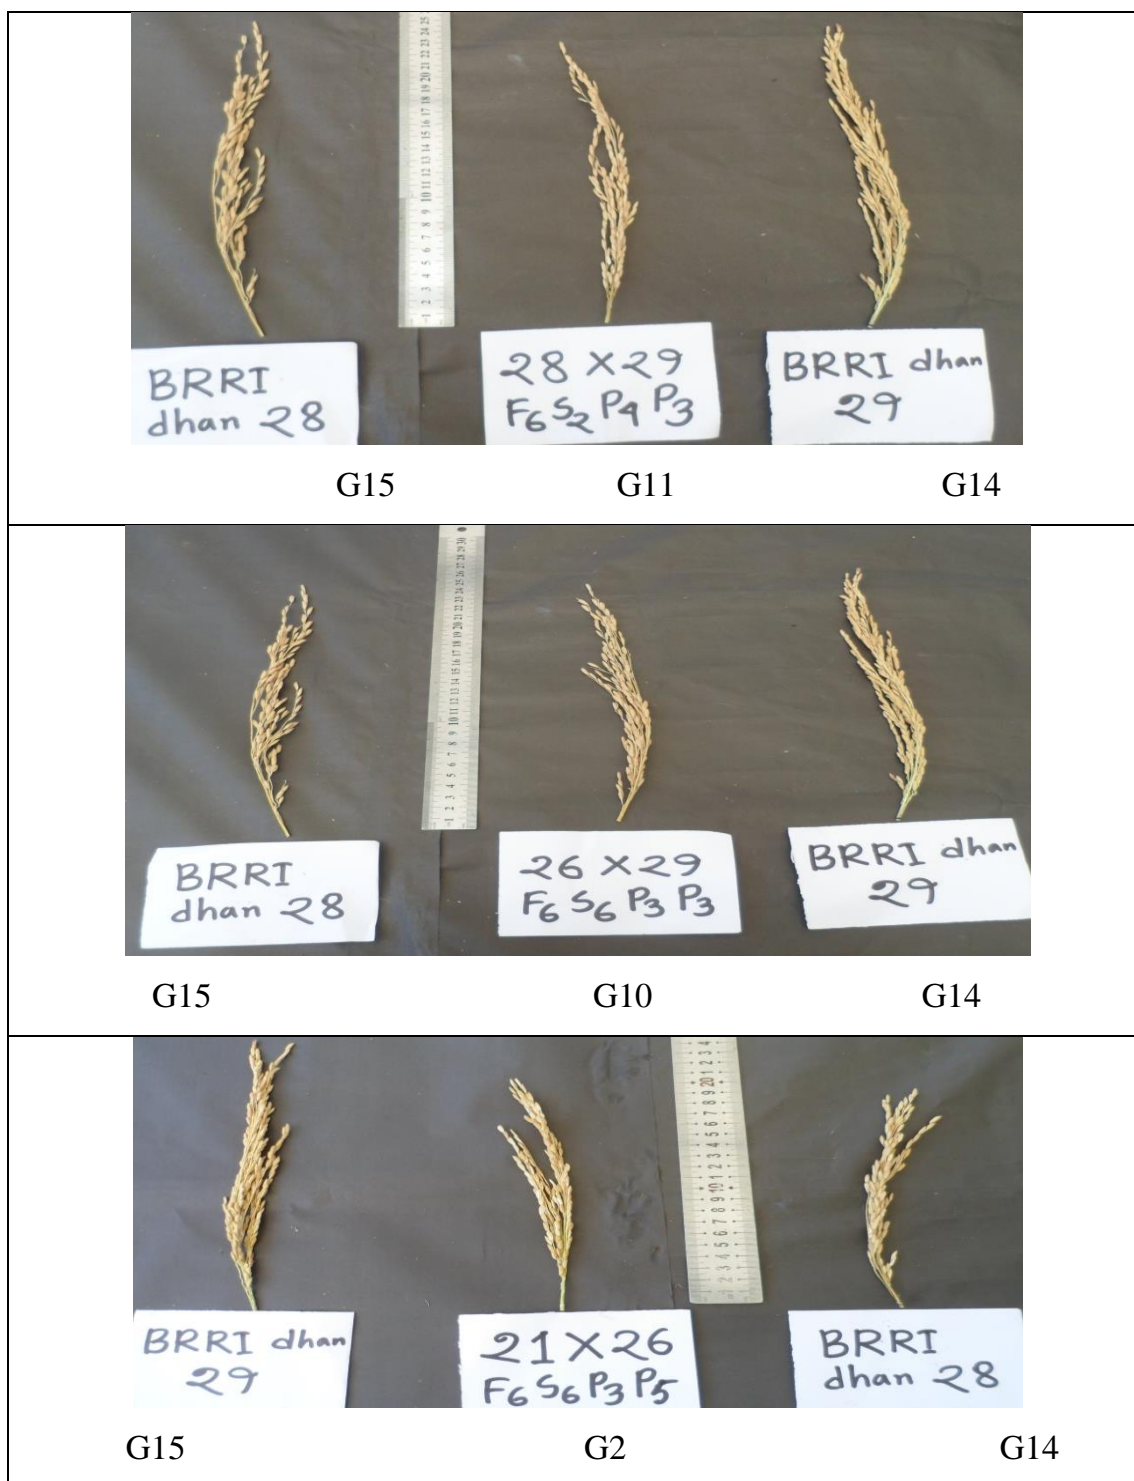 BRRI
dhan 28
28 X 29
F6 S2 P4 P3
BRRI dhan
29
G15 G11 G14
BRRI
dhan 28
26 X 29
F6 S6 P3 P3
BRRI dhan
29
G15 G10 G14
BRRI dhan
29
21 X 26
F6 S6 P3 P5
BRRI
dhan 28
G15 G2 G14